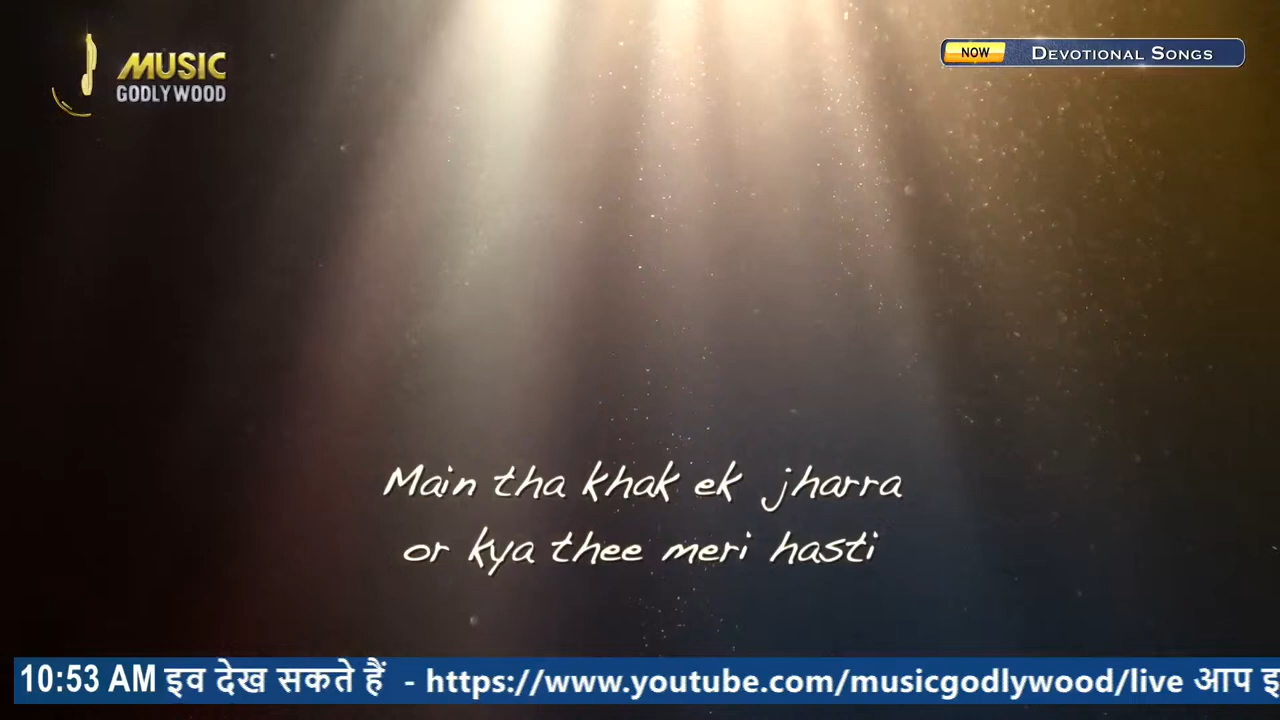 MUSIC
GODLYWOOD
NOW DEVOTIONAL SONGS
Main tha khak ek jharra
or kya thee meri hasti
10:53 AM इव देख सकते हैं - https://www.youtube.com/musicgodlywood/live आप इ